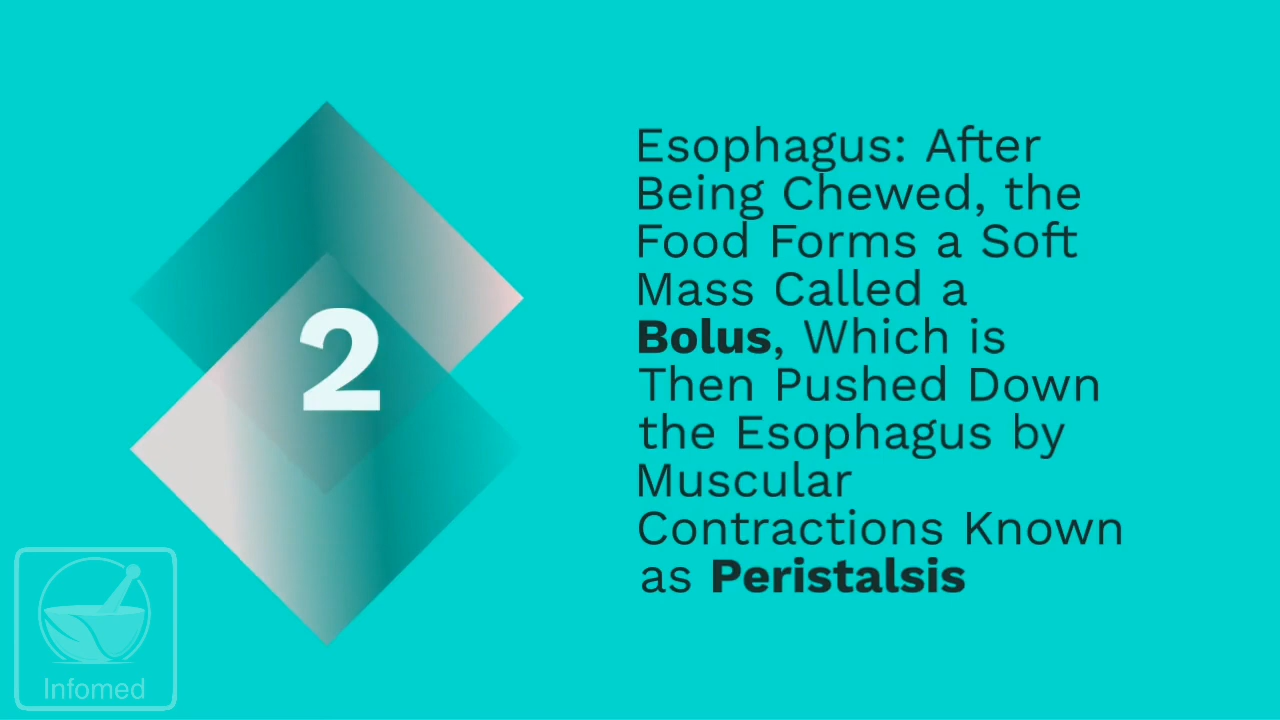 2
Esophagus: After
Being Chewed, the
Food Forms a Soft
Mass Called a
Bolus, Which is
Then Pushed Down
the Esophagus by
Muscular
Contractions Known
as Peristalsis
Infomed